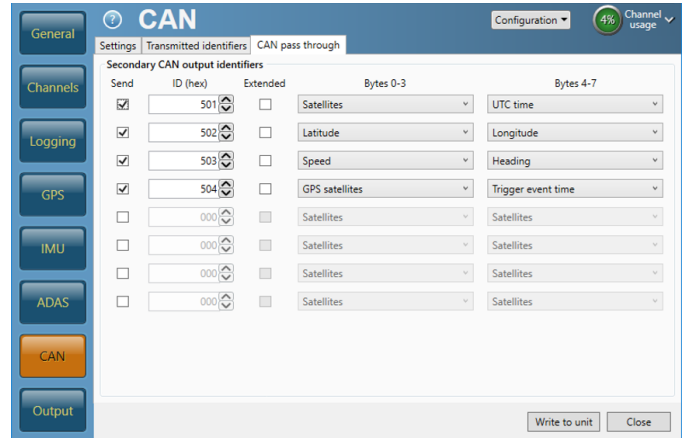 General
Channels
Logging
GPS
IMU
ADAS
CAN
Output
? CAN
Configuration
4% Channel usage
Settings Transmitted identifiers CAN pass through
Secondary CAN output identifiers
Send ID (hex) Extended Bytes 0-3 Bytes 4-7
501 Satellites UTC time
502 Latitude Longitude
503 Speed Heading
504 GPS satellites Trigger event time
000 Satellites Satellites
000 Satellites Satellites
000 Satellites Satellites
000 Satellites Satellites
Write to unit Close